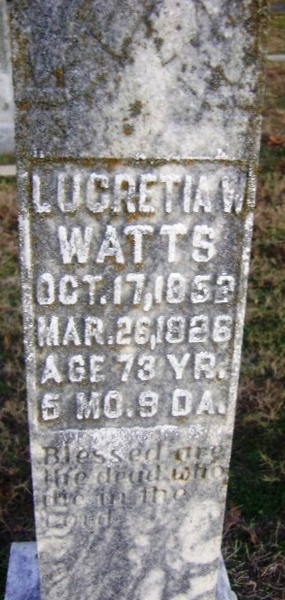 LUCRETIA W.
WATTS
OCT. 17, 1852
MAR. 26, 1926
AGE 73 YR.
5 MO. 9 DA.
Blessed are
the dead who
die in the
Lord